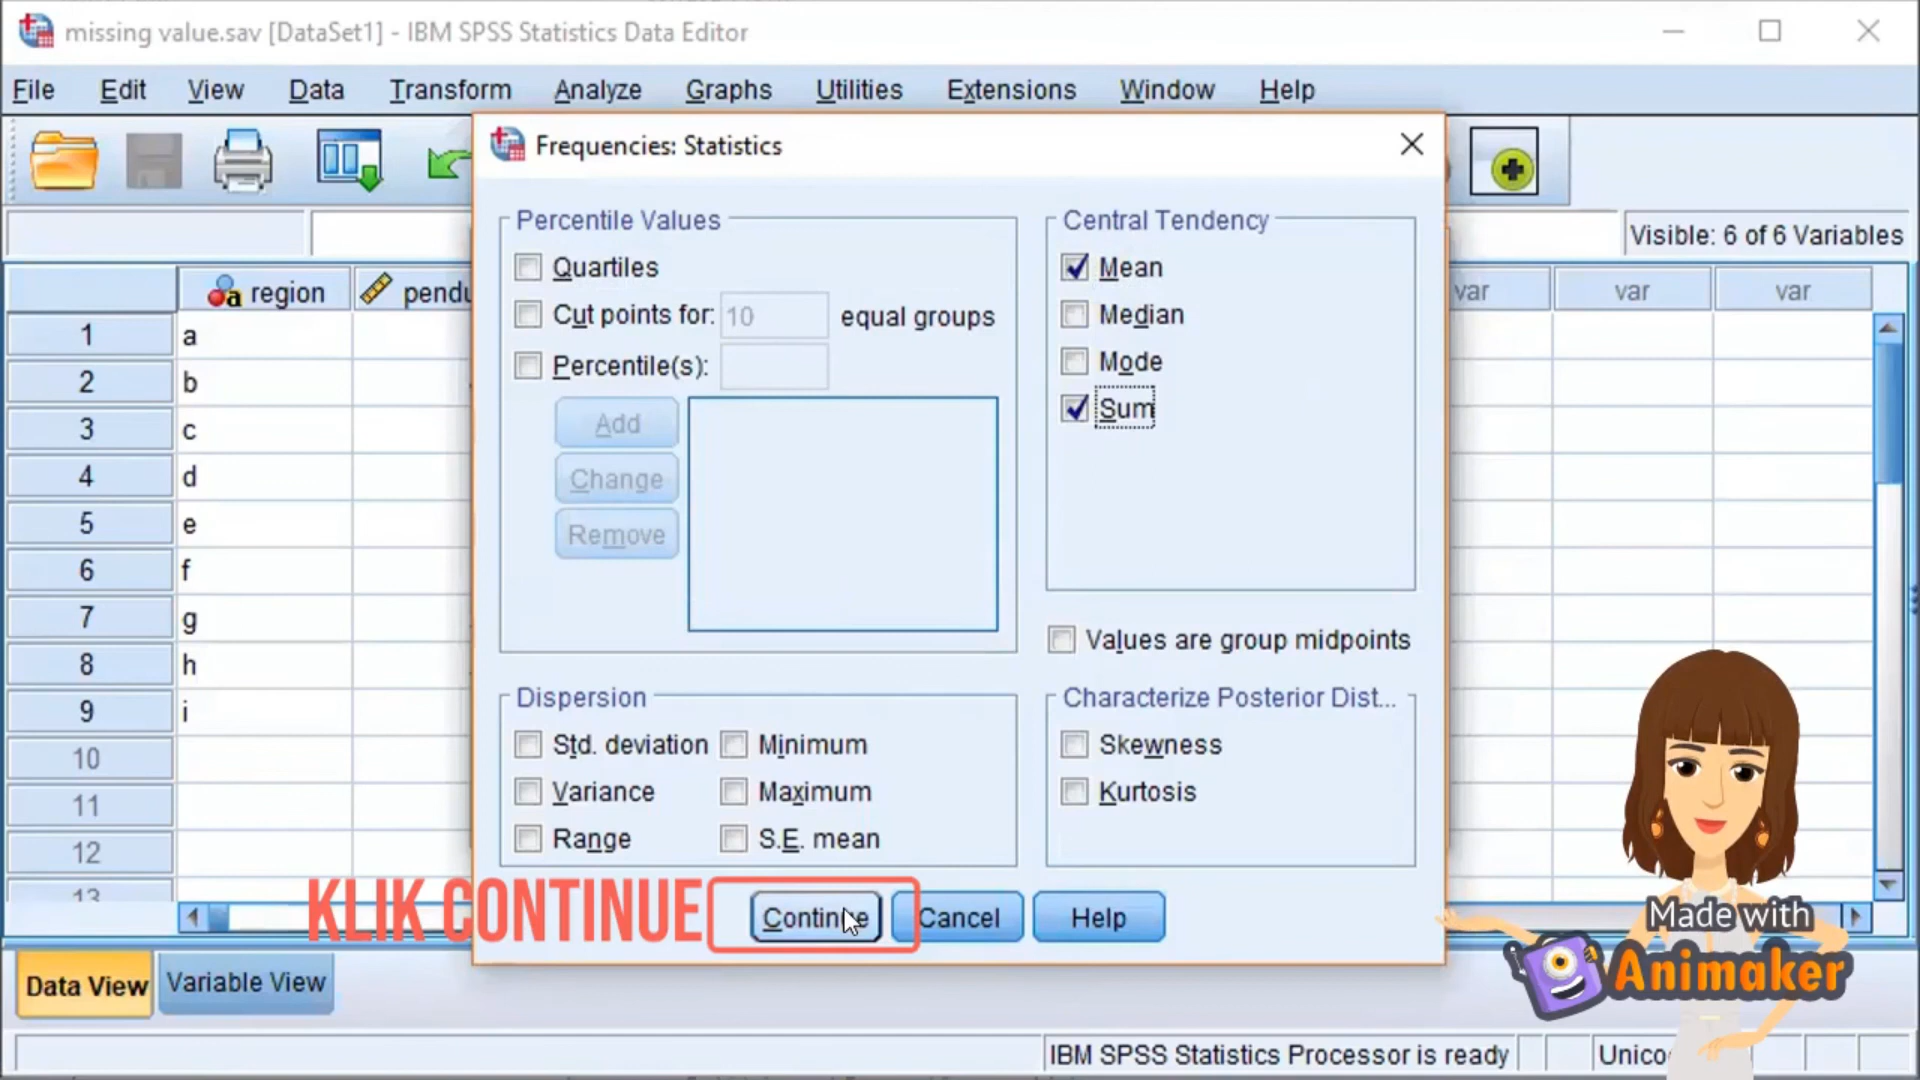 missing value.sav [DataSet1] - IBM SPSS Statistics Data Editor
File Edit View Data Transform Analyze Graphs Utilities Extensions Window Help
Frequencies: Statistics
Visible: 6 of 6 Variables
region
var var var
1 a
2 b
3 c
4 d
5 e
6 f
7 g
8 h
9 i
10
11
12
13
Percentile Values
Quartiles
Cut points for: 10 equal groups
Percentile(s):
Add
Change
Remove
Central Tendency
Mean
Median
Mode
Sum
Values are group midpoints
Dispersion
Std. deviation Minimum
Variance Maximum
Range S.E. mean
Characterize Posterior Dist...
Skewness
Kurtosis
KLIK CONTINUE
Continue Cancel Help
Data View Variable View
IBM SPSS Statistics Processor is ready
Made with
Animaker